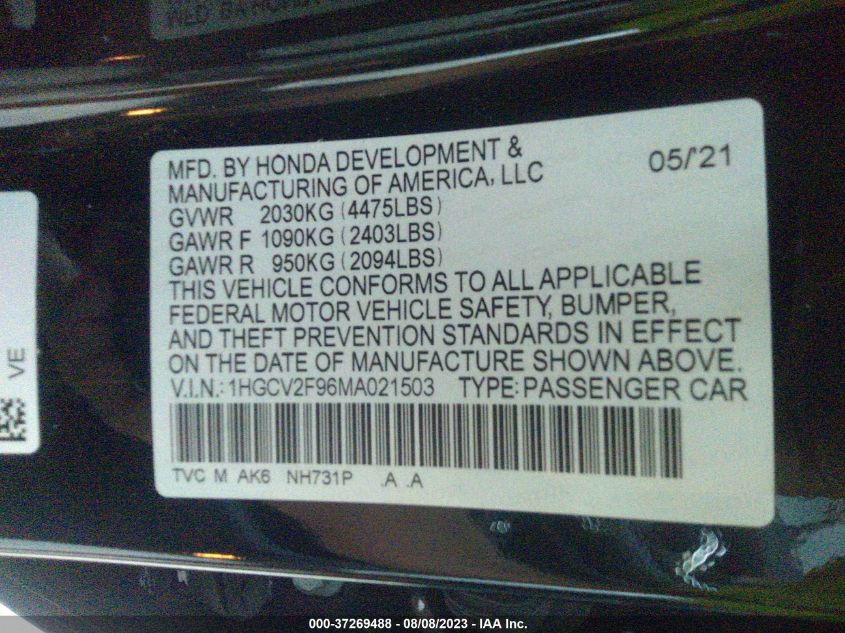 MFD. BY HONDA DEVELOPMENT &
MANUFACTURING OF AMERICA, LLC
05/'21
GVWR 2030KG (4475LBS)
GAWR F 1090KG (2403LBS)
GAWR R 950KG (2094LBS)
THIS VEHICLE CONFORMS TO ALL APPLICABLE
FEDERAL MOTOR VEHICLE SAFETY, BUMPER,
AND THEFT PREVENTION STANDARDS IN EFFECT
ON THE DATE OF MANUFACTURE SHOWN ABOVE.
V.I.N.: 1HGCV2F96MA021503 TYPE: PASSENGER CAR
TVC M AK6 NH731P .A .A
VE
000-37269488 - 08/08/2023 - IAA Inc.